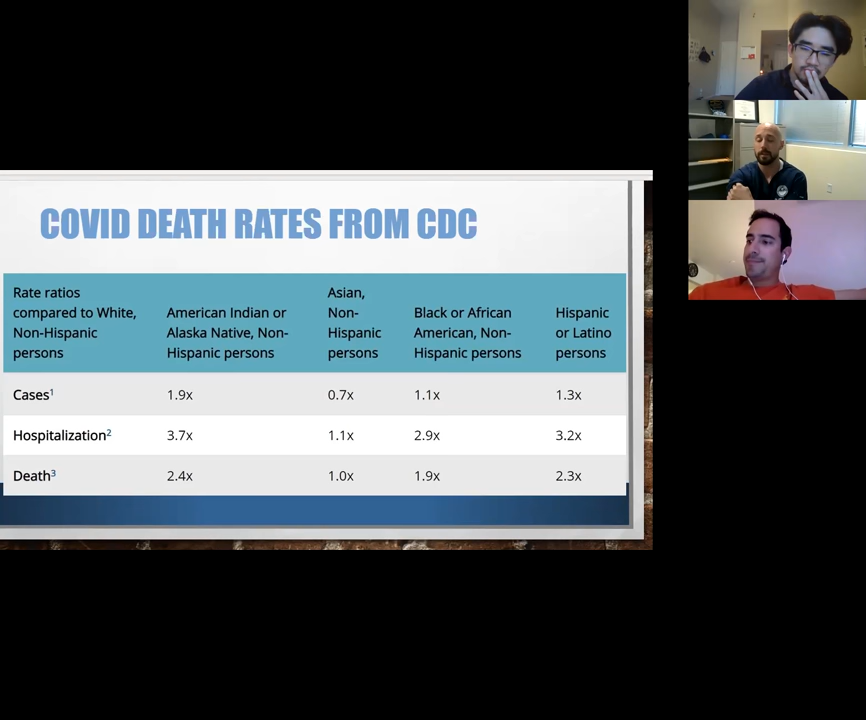 COVID DEATH RATES FROM CDC
Rate ratios
compared to White,
Non-Hispanic
persons
American Indian or
Alaska Native, Non-
Hispanic persons
Asian,
Non-
Hispanic
persons
Black or African
American, Non-
Hispanic persons
Hispanic
or Latino
persons
Cases1 1.9x 0.7x 1.1x 1.3x
Hospitalization2 3.7x 1.1x 2.9x 3.2x
Death3 2.4x 1.0x 1.9x 2.3x